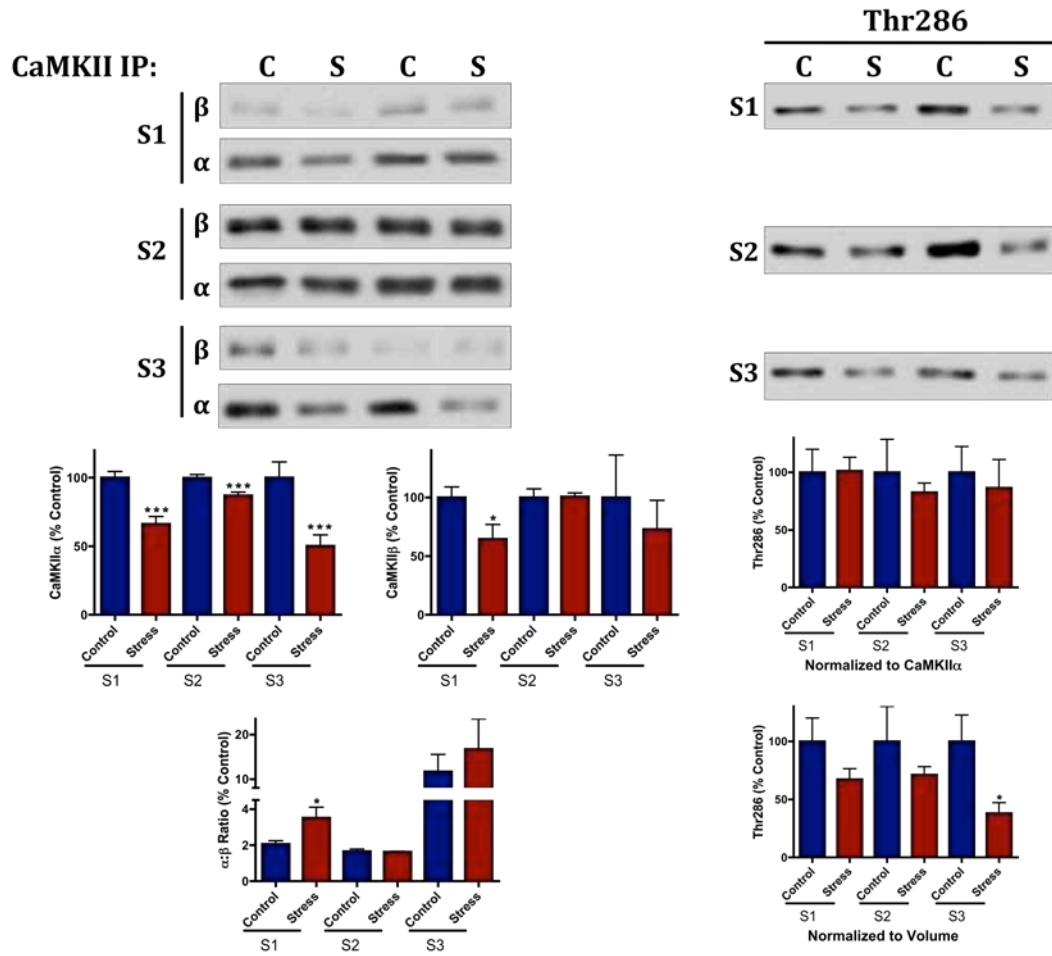 Thr286
CaMKII IP: C S C S
C S C S
S1 β
α
S2 β
α
S3 β
α
S1
S2
S3
CaMKIIα (% Control)
100
50
0
*** *** ***
Control Stress Control Stress Control Stress
S1 S2 S3
CaMKIIβ (% Control)
150
100
50
0
*
Control Stress Control Stress Control Stress
S1 S2 S3
Thr286 (% Control)
100
50
0
Control Stress Control Stress Control Stress
S1 S2 S3
Normalized to CaMKIIα
α:β Ratio (% Control)
20
10
4
2
0
*
Control Stress Control Stress Control Stress
S1 S2 S3
Thr286 (% Control)
100
50
0
*
Control Stress Control Stress Control Stress
S1 S2 S3
Normalized to Volume